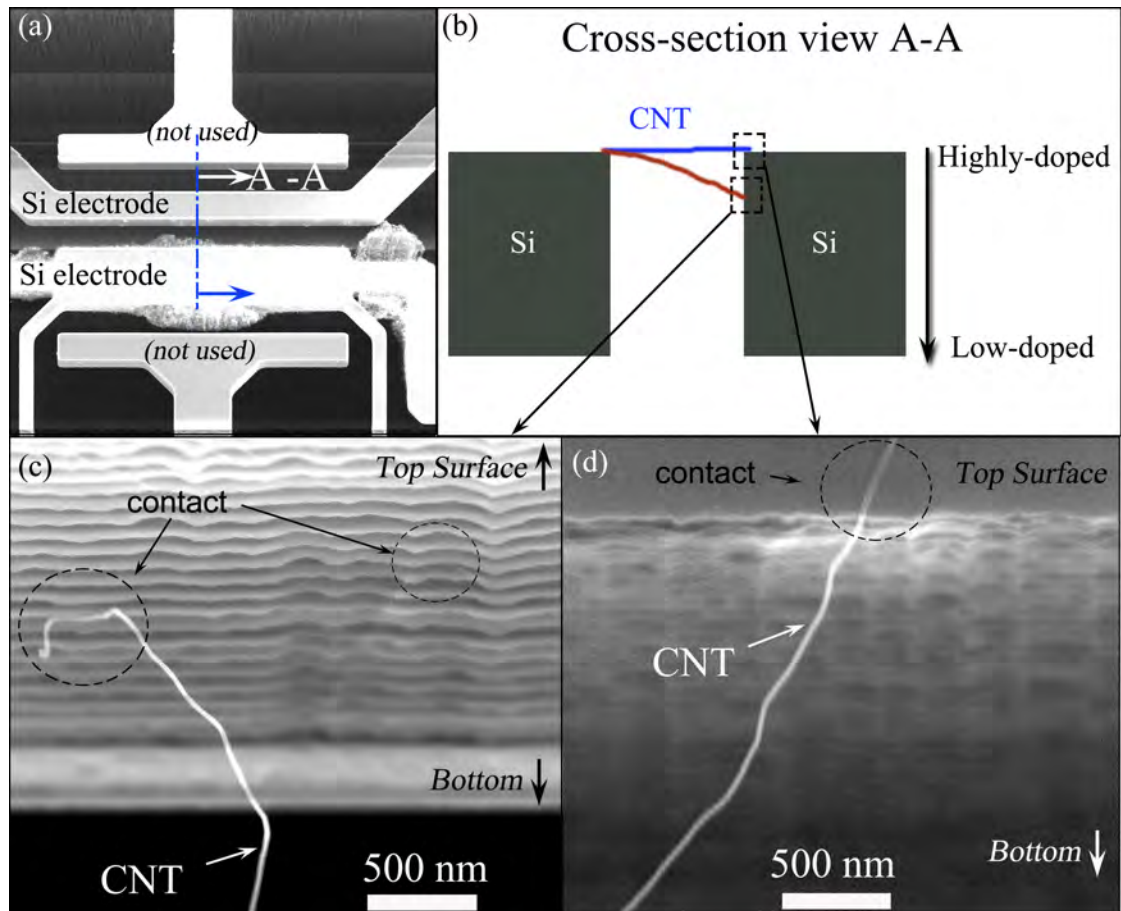 (a)
(not used)
A -A
Si electrode
Si electrode
(not used)
(b)
Cross-section view A-A
CNT
Highly-doped
Si
Si
Low-doped
(c)
Top Surface
contact
Bottom
CNT
500 nm
(d)
contact
Top Surface
CNT
Bottom
500 nm